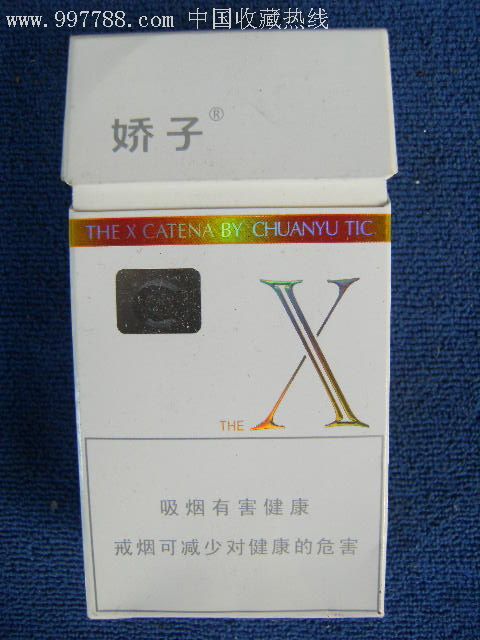 www.997788.com 中国收藏热线
娇子®
THE X CATENA BY CHUANYU TIC
THE X
吸烟有害健康
戒烟可减少对健康的危害